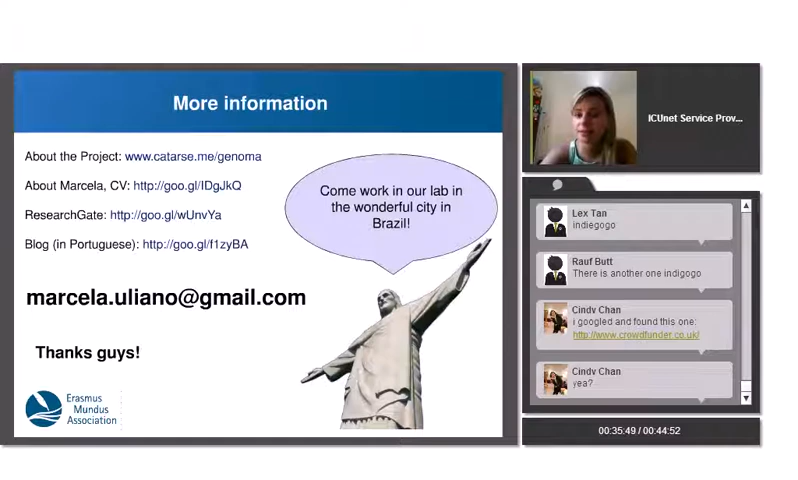 More information
About the Project: www.catarse.me/genoma
About Marcela, CV: http://goo.gl/IDgJkQ
ResearchGate: http://goo.gl/wUnvYa
Blog (in Portuguese): http://goo.gl/f1zyBA
Come work in our lab in
the wonderful city in
Brazil!
marcela.uliano@gmail.com
Thanks guys!
Erasmus
Mundus
Association
ICUnet Service Prov...
Lex Tan
indiegogo
Rauf Butt
There is another one indigogo
Cindy Chan
i googled and found this one:
http://www.crowdfunder.co.uk/
Cindy Chan
yea?
00:35:49 / 00:44:52